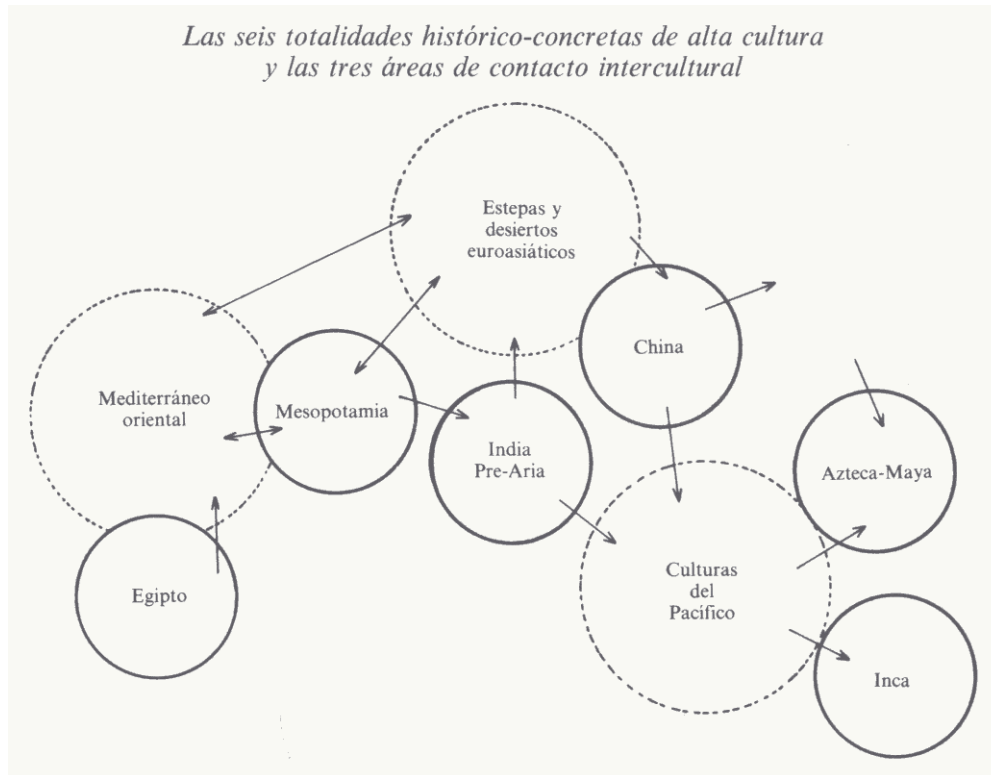 Las seis totalidades histórico-concretas de alta cultura
y las tres áreas de contacto intercultural
Estepas y
desiertos
euroasiáticos
China
Mediterráneo
oriental
Mesopotamia
India
Pre-Aria
Azteca-Maya
Egipto
Culturas
del
Pacífico
Inca